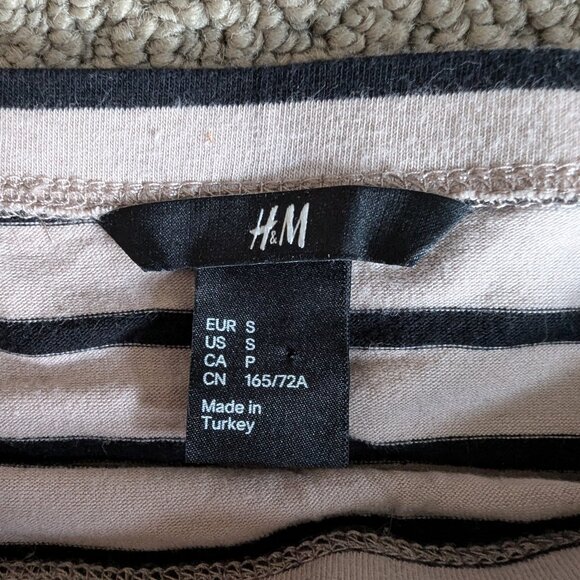 H&M
EUR S
US S
CA P
CN 165/72A
Made in
Turkey